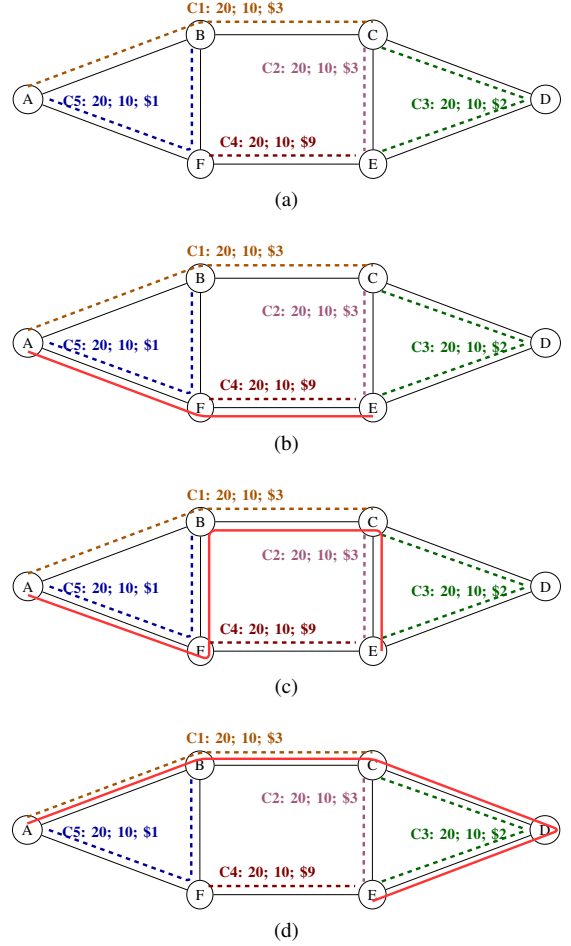 C1: 20; 10; $3
B C
C2: 20; 10; $3
A C5: 20; 10; $1 C3: 20; 10; $2 D
C4: 20; 10; $9
F E
(a)
C1: 20; 10; $3
B C
C2: 20; 10; $3
A C5: 20; 10; $1 C3: 20; 10; $2 D
C4: 20; 10; $9
F E
(b)
C1: 20; 10; $3
B C
C2: 20; 10; $3
A C5: 20; 10; $1 C3: 20; 10; $2 D
C4: 20; 10; $9
F E
(c)
C1: 20; 10; $3
B C
C2: 20; 10; $3
A C5: 20; 10; $1 C3: 20; 10; $2 D
C4: 20; 10; $9
F E
(d)